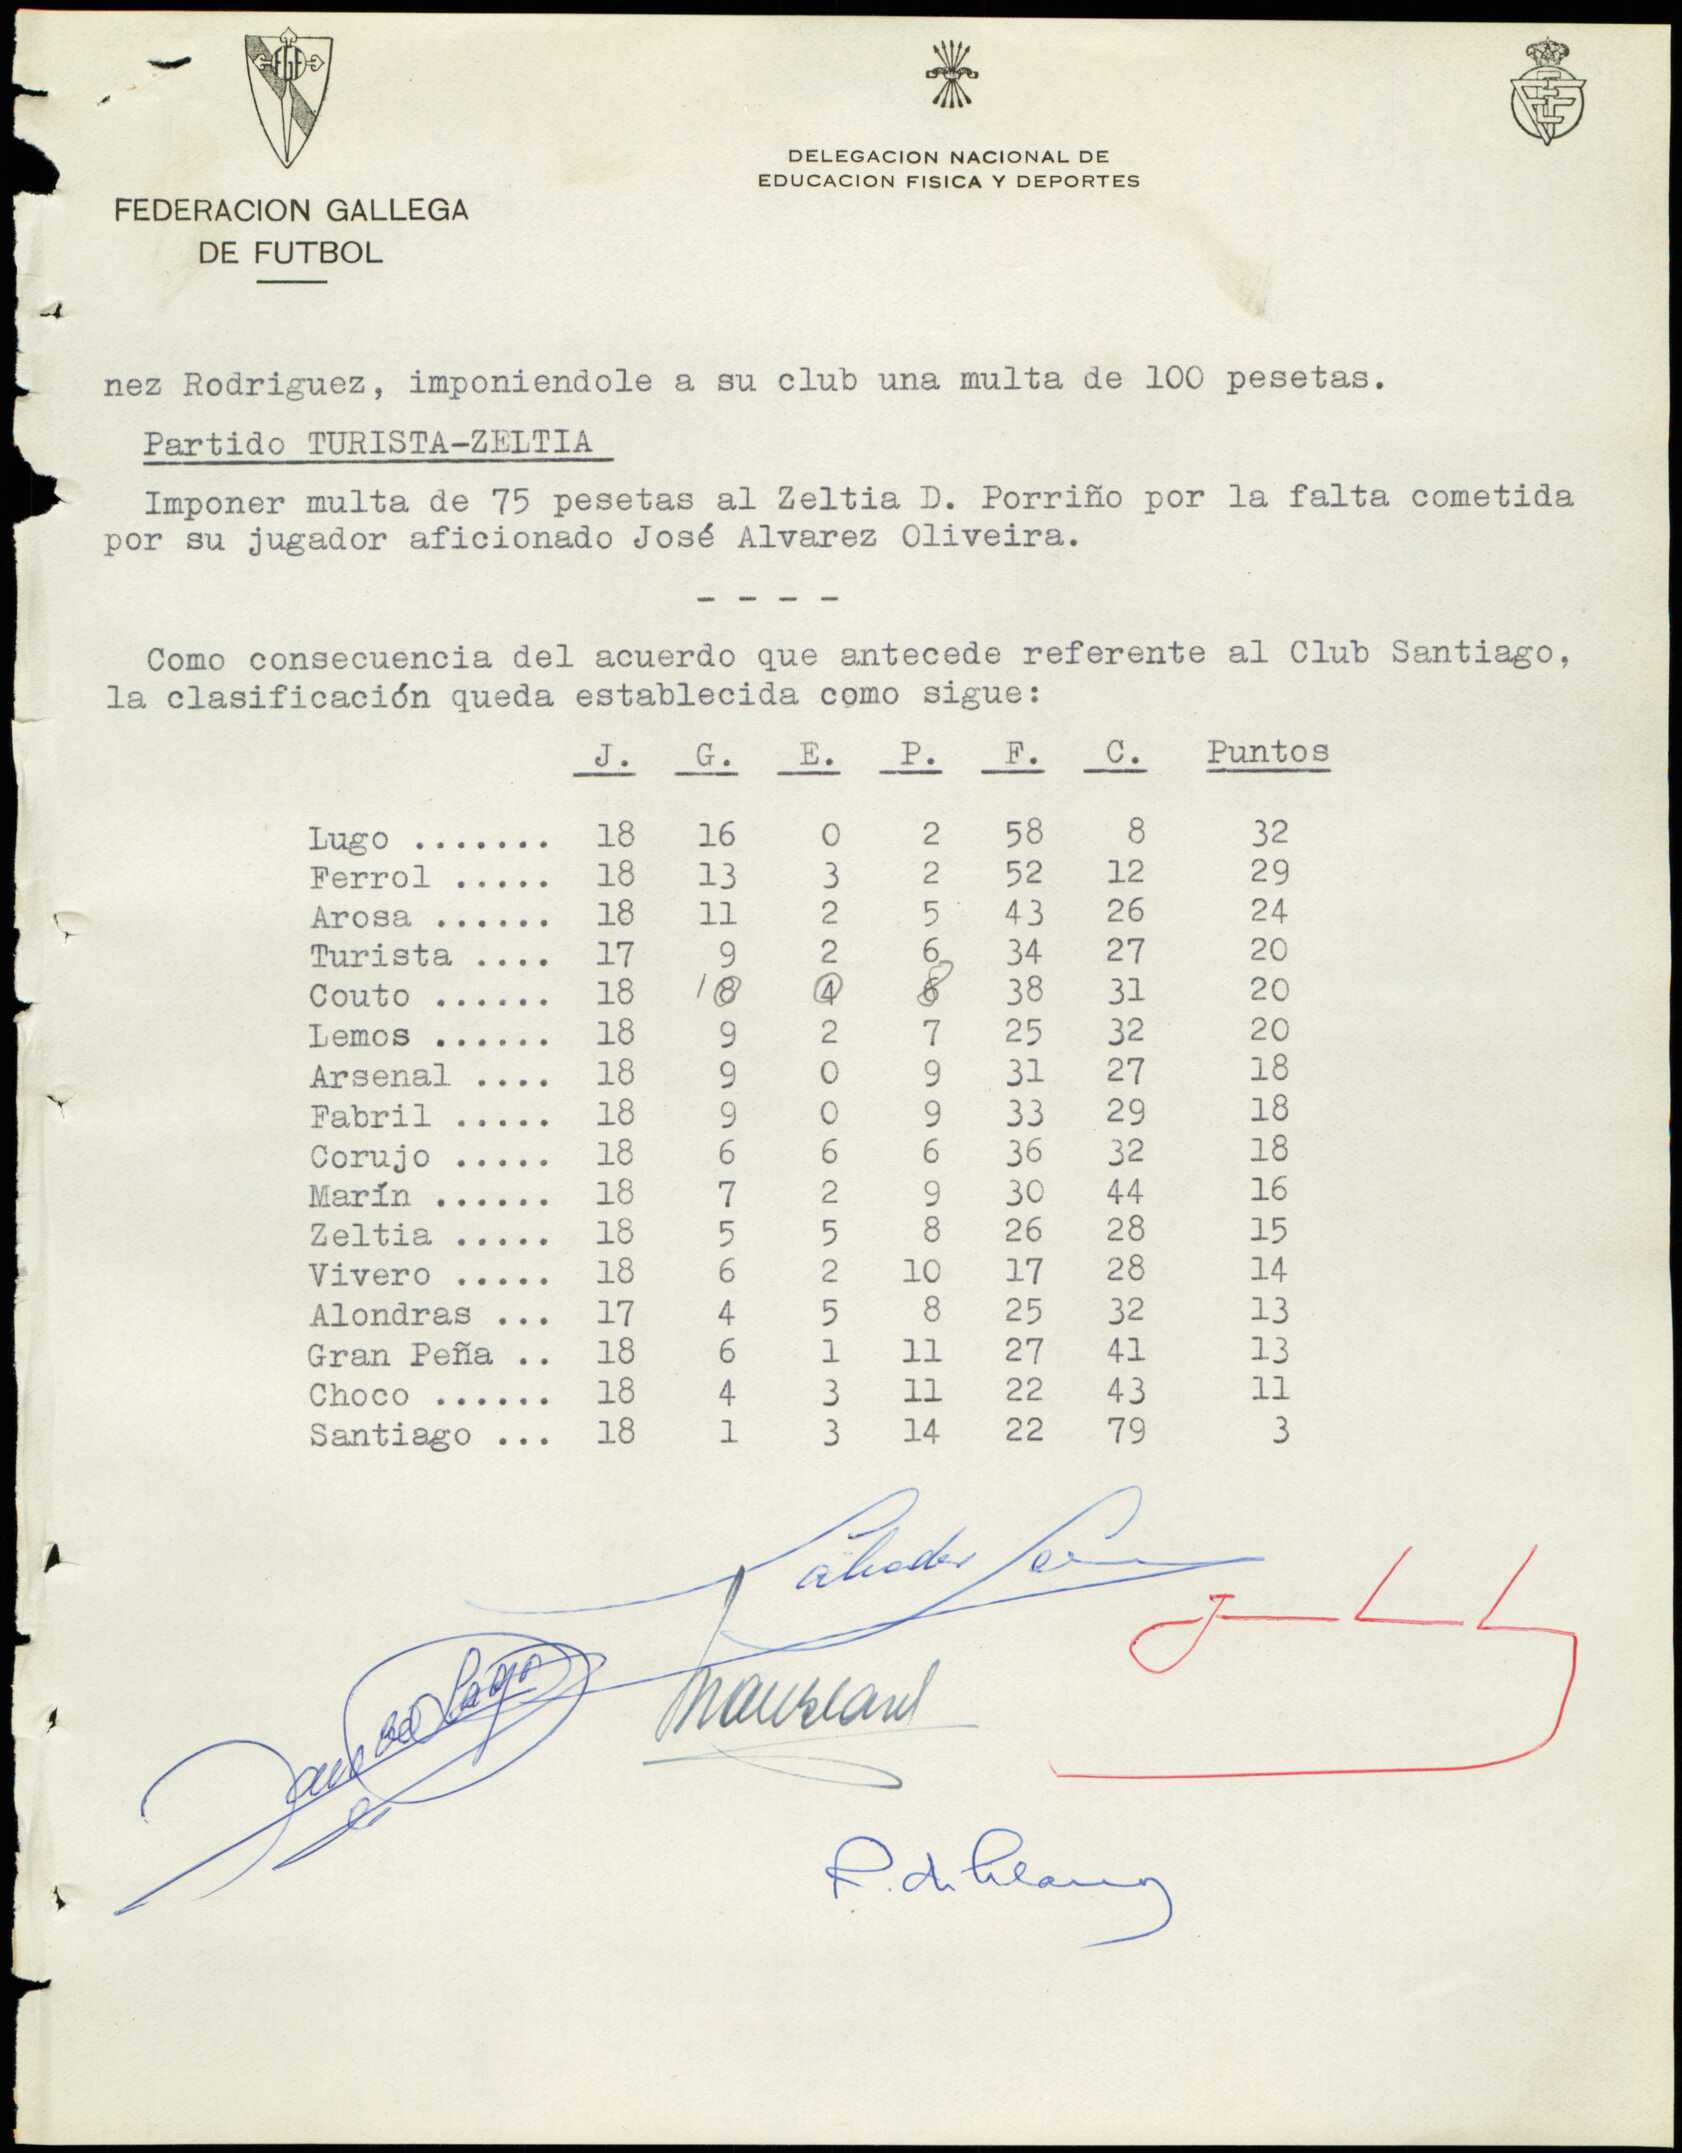 FGF
DELEGACION NACIONAL DE
EDUCACION FISICA Y DEPORTES
FEDERACION GALLEGA
DE FUTBOL
nez Rodriguez, imponiendole a su club una multa de 100 pesetas.
Partido TURISTA-ZELTIA
Imponer multa de 75 pesetas al Zeltia D. Porriño por la falta cometida
por su jugador aficionado José Alvarez Oliveira.
- - - -
Como consecuencia del acuerdo que antecede referente al Club Santiago,
la clasificación queda establecida como sigue:
J. G. E. P. F. C. Puntos
Lugo ....... 18 16 0 2 58 8 32
Ferrol ..... 18 13 3 2 52 12 29
Arosa ...... 18 11 2 5 43 26 24
Turista .... 17 9 2 6 34 27 20
Couto ...... 18 8 4 6 38 31 20
Lemos ...... 18 9 2 7 25 32 20
Arsenal .... 18 9 0 9 31 27 18
Fabril ..... 18 9 0 9 33 29 18
Corujo ..... 18 6 6 6 36 32 18
Marín ...... 18 7 2 9 30 44 16
Zeltia ..... 18 5 5 8 26 28 15
Vivero ..... 18 6 2 10 17 28 14
Alondras ... 17 4 5 8 25 32 13
Gran Peña .. 18 6 1 11 27 41 13
Choco ...... 18 4 3 11 22 43 11
Santiago ... 18 1 3 14 22 79 3